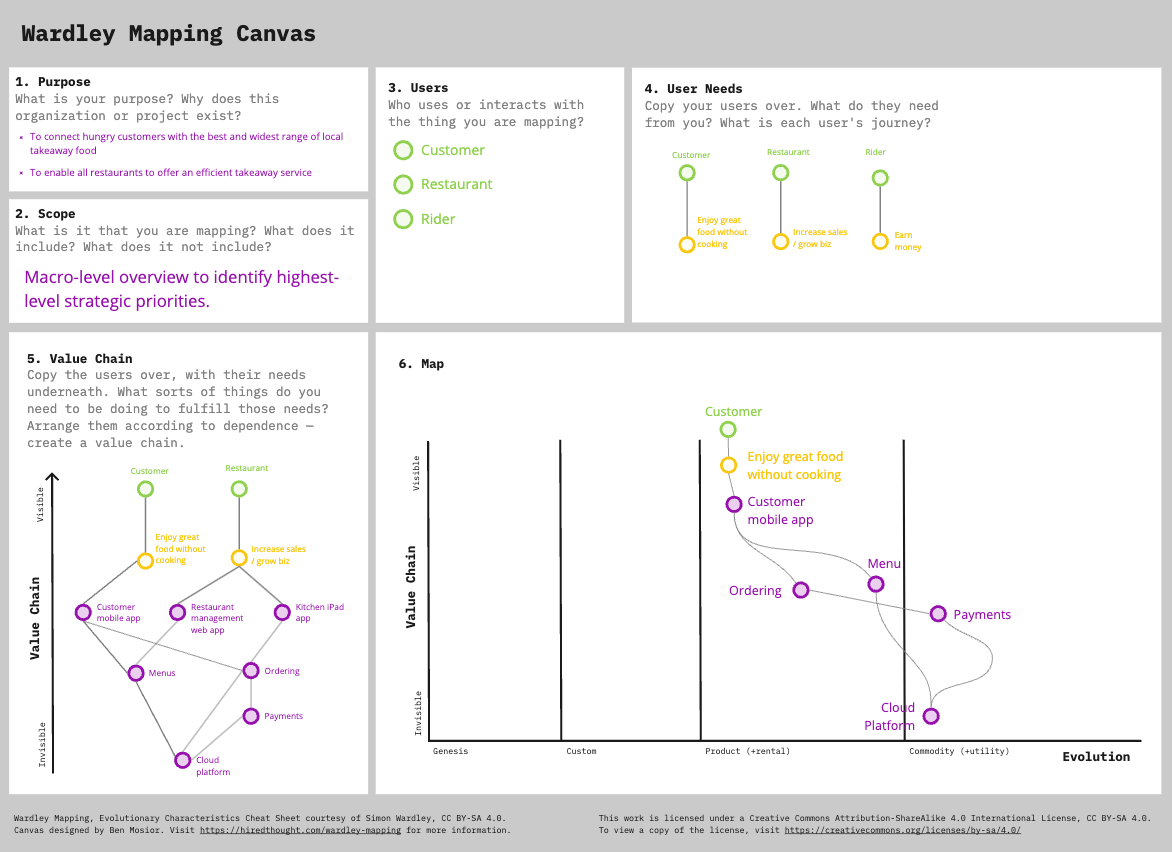 Wardley Mapping Canvas
1. Purpose
What is your purpose? Why does this
organization or project exist?
To connect hungry customers with the best and widest range of local
takeaway food
To enable all restaurants to offer an efficient takeaway service
2. Scope
What is it that you are mapping? What does it
include? What does it not include?
Macro-level overview to identify highest-
level strategic priorities.
3. Users
Who uses or interacts with
the thing you are mapping?
Customer
Restaurant
Rider
4. User Needs
Copy your users over. What do they need
from you? What is each user's journey?
Customer
Restaurant
Rider
Enjoy great
food without
cooking
Increase sales
/ grow biz
Earn
money
5. Value Chain
Copy the users over, with their needs
underneath. What sorts of things do you
need to be doing to fulfill those needs?
Arrange them according to dependence —
create a value chain.
Visible
Value Chain
Invisible
Customer
Restaurant
Enjoy great
food without
cooking
Increase sales
/ grow biz
Customer
mobile app
Restaurant
management
web app
Kitchen iPad
app
Menus
Ordering
Payments
Cloud
platform
6. Map
Visible
Value Chain
Invisible
Customer
Enjoy great food
without cooking
Customer
mobile app
Menu
Ordering
Payments
Cloud
Platform
Genesis
Custom
Product (+rental)
Commodity (+utility)
Evolution
Wardley Mapping, Evolutionary Characteristics Cheat Sheet courtesy of Simon Wardley, CC BY-SA 4.0.
Canvas designed by Ben Mosior. Visit https://hiredthought.com/wardley-mapping for more information.
This work is licensed under a Creative Commons Attribution-ShareAlike 4.0 International License, CC BY-SA 4.0.
To view a copy of the license, visit https://creativecommons.org/licenses/by-sa/4.0/